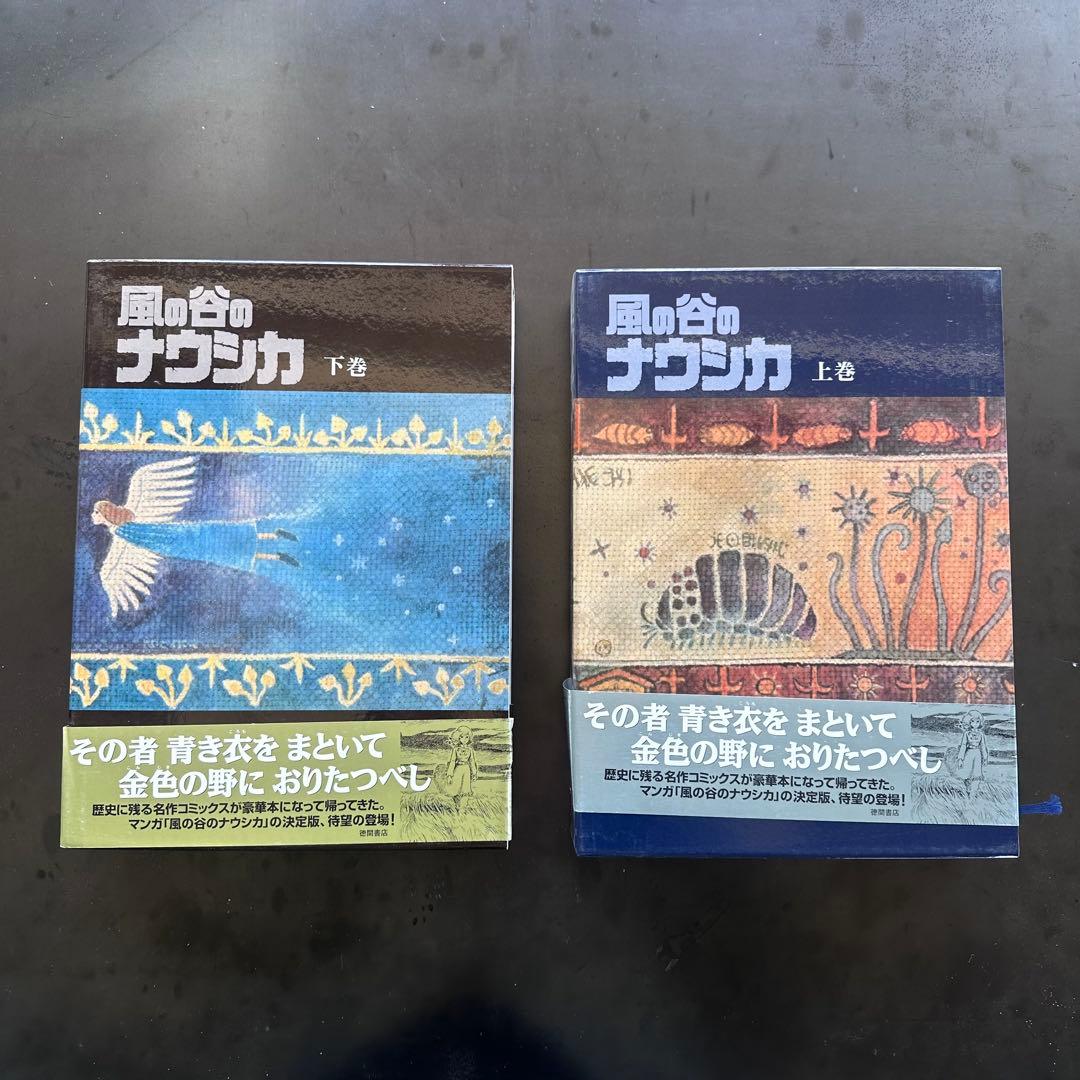 風の谷の
ナウシカ 下巻
その者 青き衣を まといて
金色の野に おりたつべし
歴史に残る名作コミックスが豪華本になって帰ってきた。
マンガ「風の谷のナウシカ」の決定版、待望の登場!
徳間書店
風の谷の
ナウシカ 上巻
その者 青き衣を まといて
金色の野に おりたつべし
歴史に残る名作コミックスが豪華本になって帰ってきた。
マンガ「風の谷のナウシカ」の決定版、待望の登場!
徳間書店